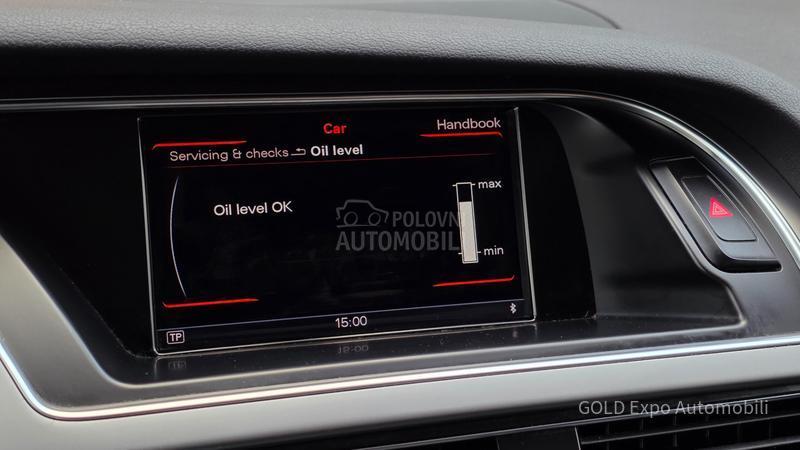 Car
Handbook
Servicing & checks Oil level
Oil level OK
max
min
POLOVNI
AUTOMOBILI
15:00
TP
GOLD Expo Automobili